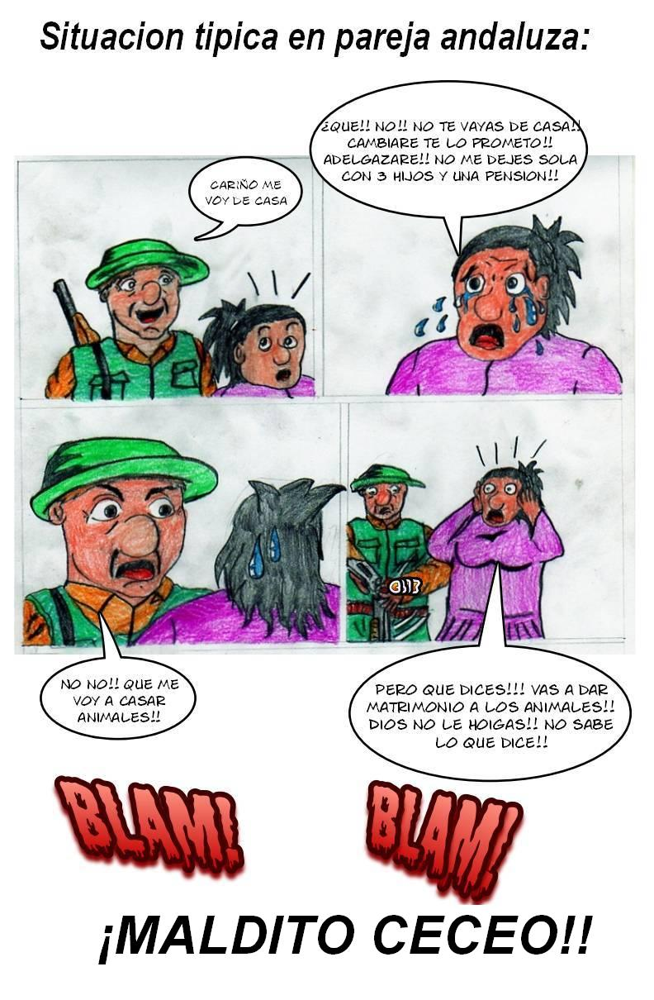 Situacion tipica en pareja andaluza:
CARIÑO ME
VOY DE CASA
¿QUE!! NO!! NO TE VAYAS DE CASA!!
CAMBIARE TE LO PROMETO!!
ADELGAZARE!! NO ME DEJES SOLA
CON 3 HIJOS Y UNA PENSION!!
NO NO!! QUE ME
VOY A CASAR
ANIMALES!!
PERO QUE DICES!!! VAS A DAR
MATRIMONIO A LOS ANIMALES!!
DIOS NO LE HOIGAS!! NO SABE
LO QUE DICE!!
BLAM!
BLAM!
¡MALDITO CECEO!!